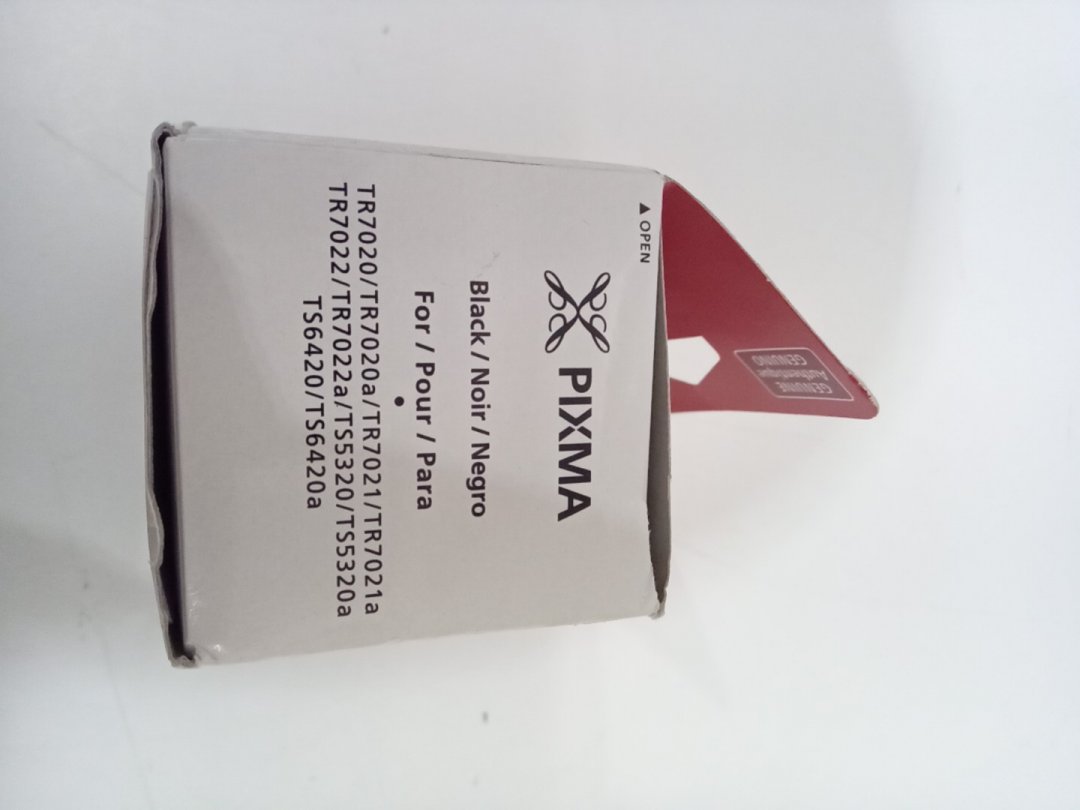 GENUINE
Authentique
GENUINO
▲ OPEN
PIXMA
Black / Noir / Negro
For / Pour / Para
TR7020/TR7020a/TR7021/TR7021a
TR7022/TR7022a/TS5320/TS5320a
TS6420/TS6420a